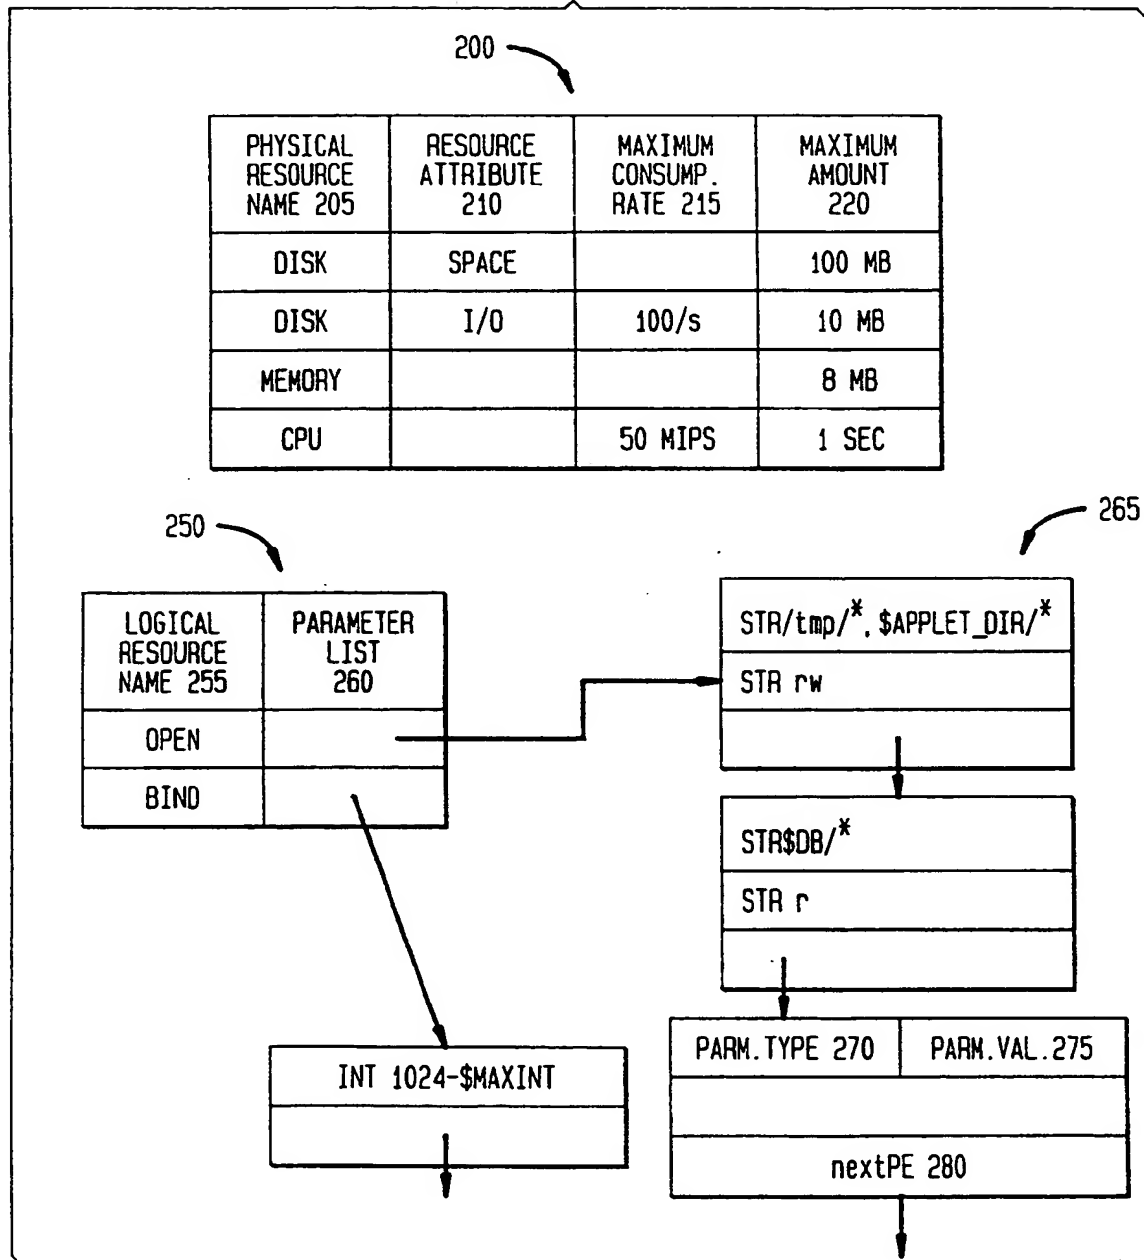 200
PHYSICAL RESOURCE NAME 205
RESOURCE ATTRIBUTE 210
MAXIMUM CONSUMP. RATE 215
MAXIMUM AMOUNT 220
DISK SPACE 100 MB
DISK I/O 100/s 10 MB
MEMORY 8 MB
CPU 50 MIPS 1 SEC
250
265
LOGICAL RESOURCE NAME 255
PARAMETER LIST 260
OPEN
BIND
STR/tmp/*, $APPLET_DIR/*
STR rw
STR$DB/*
STR r
INT 1024-$MAXINT
PARM.TYPE 270 PARM.VAL.275
nextPE 280